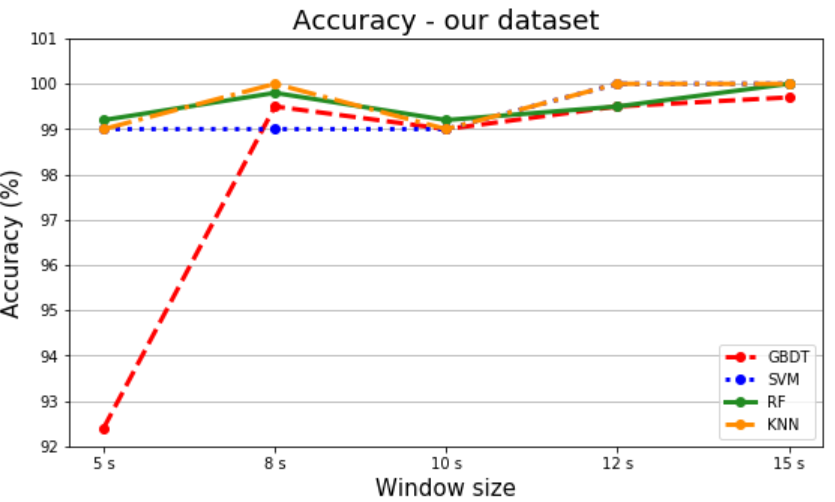 Accuracy - our dataset
Accuracy (%)
101
100
99
98
97
96
95
94
93
92
5 s
8 s
10 s
12 s
15 s
Window size
GBDT
SVM
RF
KNN